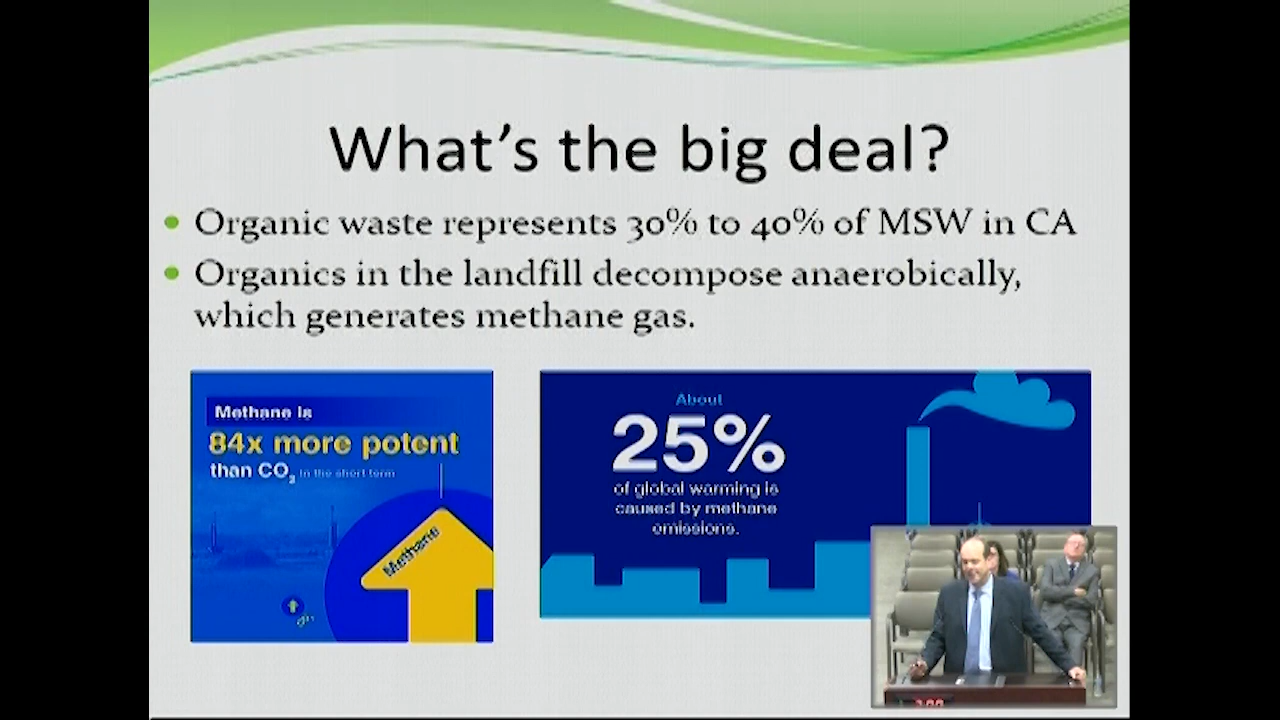 What's the big deal?
Organic waste represents 30% to 40% of MSW in CA
Organics in the landfill decompose anaerobically,
which generates methane gas.
Methane is
84x more potent
than CO2 in the short term
Methane
About
25%
of global warming is
caused by methane
emissions.
3:00